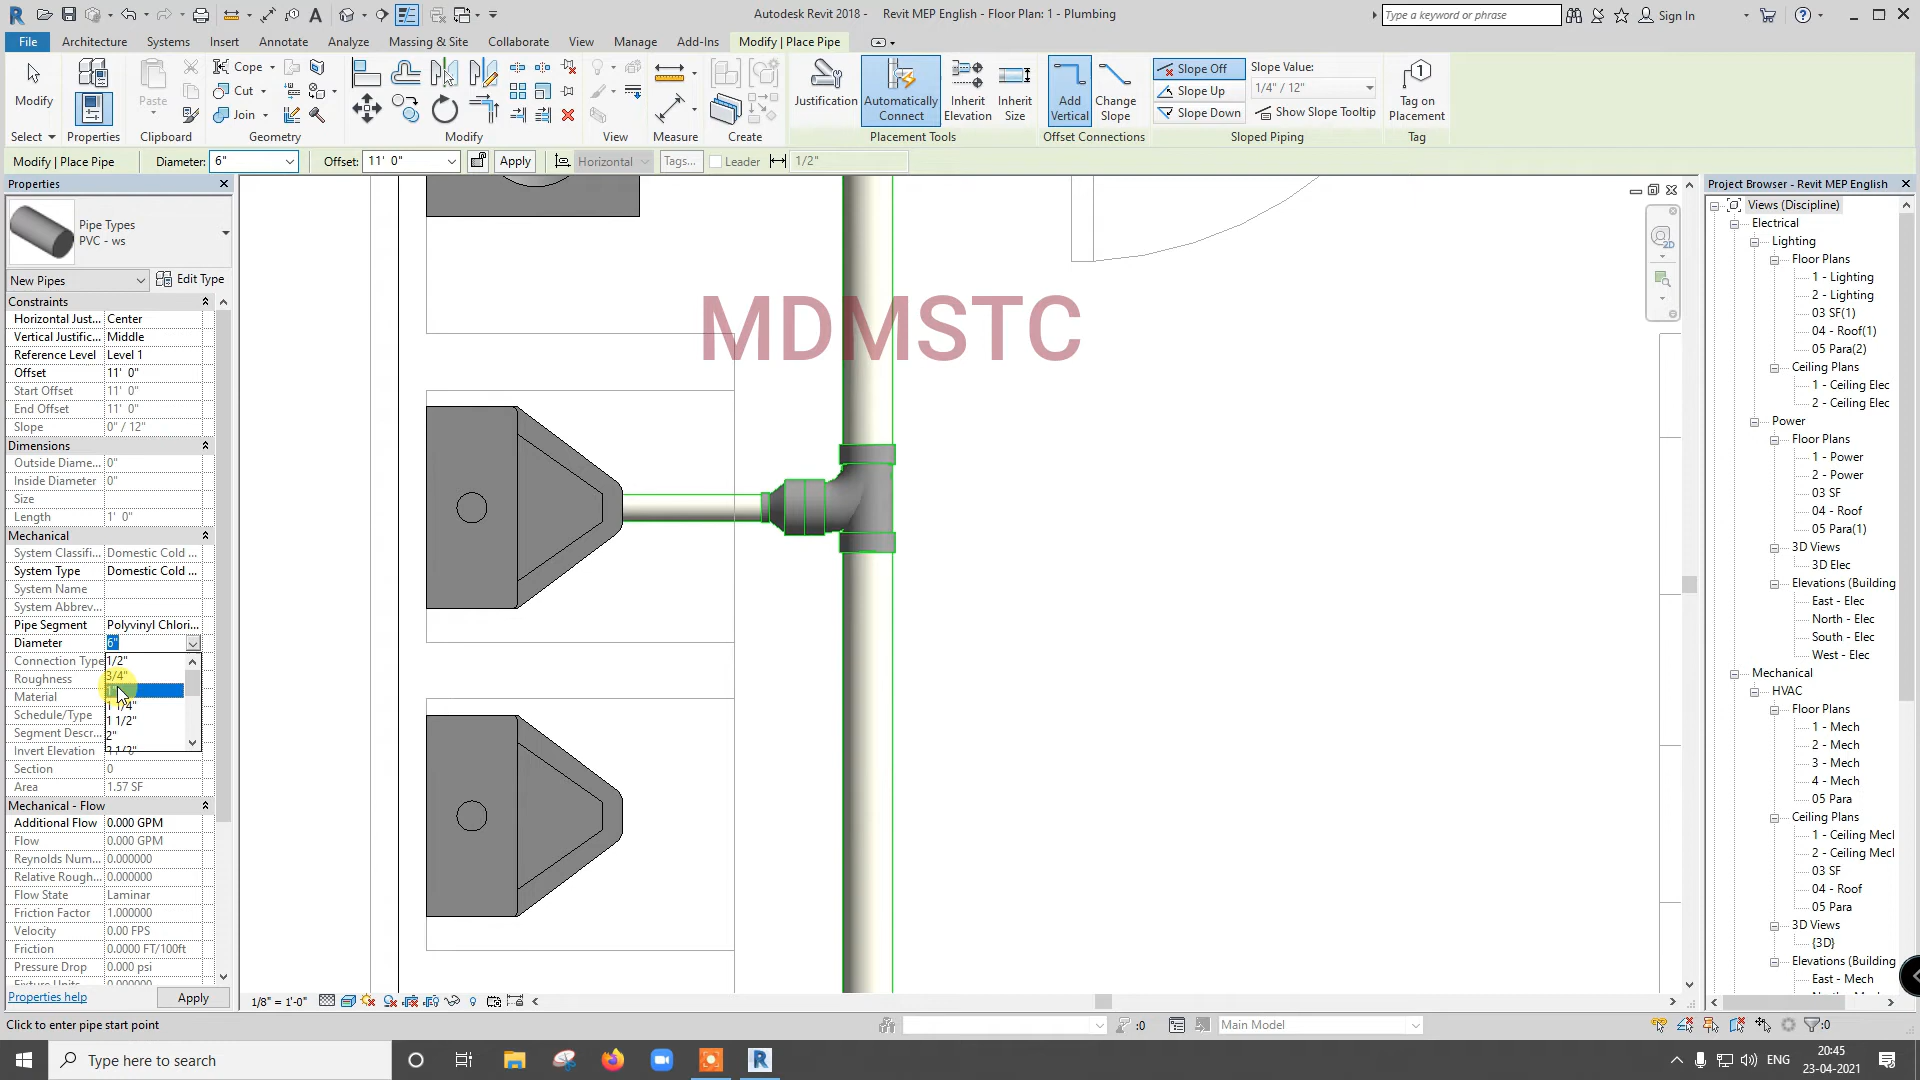 Autodesk Revit 2018 - Revit MEP English - Floor Plan: 1 - Plumbing
Type a keyword or phrase
Sign In
File Architecture Systems Insert Annotate Analyze Massing & Site Collaborate View Manage Add-Ins Modify | Place Pipe
Modify
Select
Properties
Paste
Clipboard
Cope
Cut
Join
Geometry
Modify
View
Measure
Create
Justification
Automatically Connect
Inherit Elevation
Inherit Size
Placement Tools
Add Vertical
Change Slope
Offset Connections
Slope Off
Slope Up
Slope Down
Slope Value:
1/4" / 12"
Show Slope Tooltip
Sloped Piping
Tag on Placement
Tag
Modify | Place Pipe
Diameter: 6"
Offset: 11' 0"
Apply
Horizontal
Tags...
Leader
1/2"
Properties
Pipe Types
PVC - ws
New Pipes
Edit Type
Constraints
Horizontal Just... Center
Vertical Justific... Middle
Reference Level Level 1
Offset 11' 0"
Start Offset 11' 0"
End Offset 11' 0"
Slope 0" / 12"
Dimensions
Outside Diame... 0"
Inside Diameter 0"
Size
Length 1' 0"
Mechanical
System Classifi... Domestic Cold ...
System Type Domestic Cold ...
System Name
System Abbrev...
Pipe Segment Polyvinyl Chlori...
Diameter 6"
Connection Type
1/2"
3/4"
Roughness
Material
1 1/4"
Schedule/Type
1 1/2"
Segment Descr...
2"
Invert Elevation
2 1/2"
Section 0
Area 1.57 SF
Mechanical - Flow
Additional Flow 0.000 GPM
Flow 0.000 GPM
Reynolds Num... 0.000000
Relative Rough... 0.000000
Flow State Laminar
Friction Factor 1.000000
Velocity 0.00 FPS
Friction 0.0000 FT/100ft
Pressure Drop 0.000 psi
Properties help
Apply
MDMSTC
2D
1/8" = 1'-0"
Project Browser - Revit MEP English
Views (Discipline)
Electrical
Lighting
Floor Plans
1 - Lighting
2 - Lighting
03 SF(1)
04 - Roof(1)
05 Para(2)
Ceiling Plans
1 - Ceiling Elec
2 - Ceiling Elec
Power
Floor Plans
1 - Power
2 - Power
03 SF
04 - Roof
05 Para(1)
3D Views
3D Elec
Elevations (Building
East - Elec
North - Elec
South - Elec
West - Elec
Mechanical
HVAC
Floor Plans
1 - Mech
2 - Mech
3 - Mech
4 - Mech
05 Para
Ceiling Plans
1 - Ceiling Mecl
2 - Ceiling Mecl
03 SF
04 - Roof
05 Para
3D Views
{3D}
Elevations (Building
East - Mech
Click to enter pipe start point
:0
Main Model
:0
Type here to search
ENG
20:45
23-04-2021